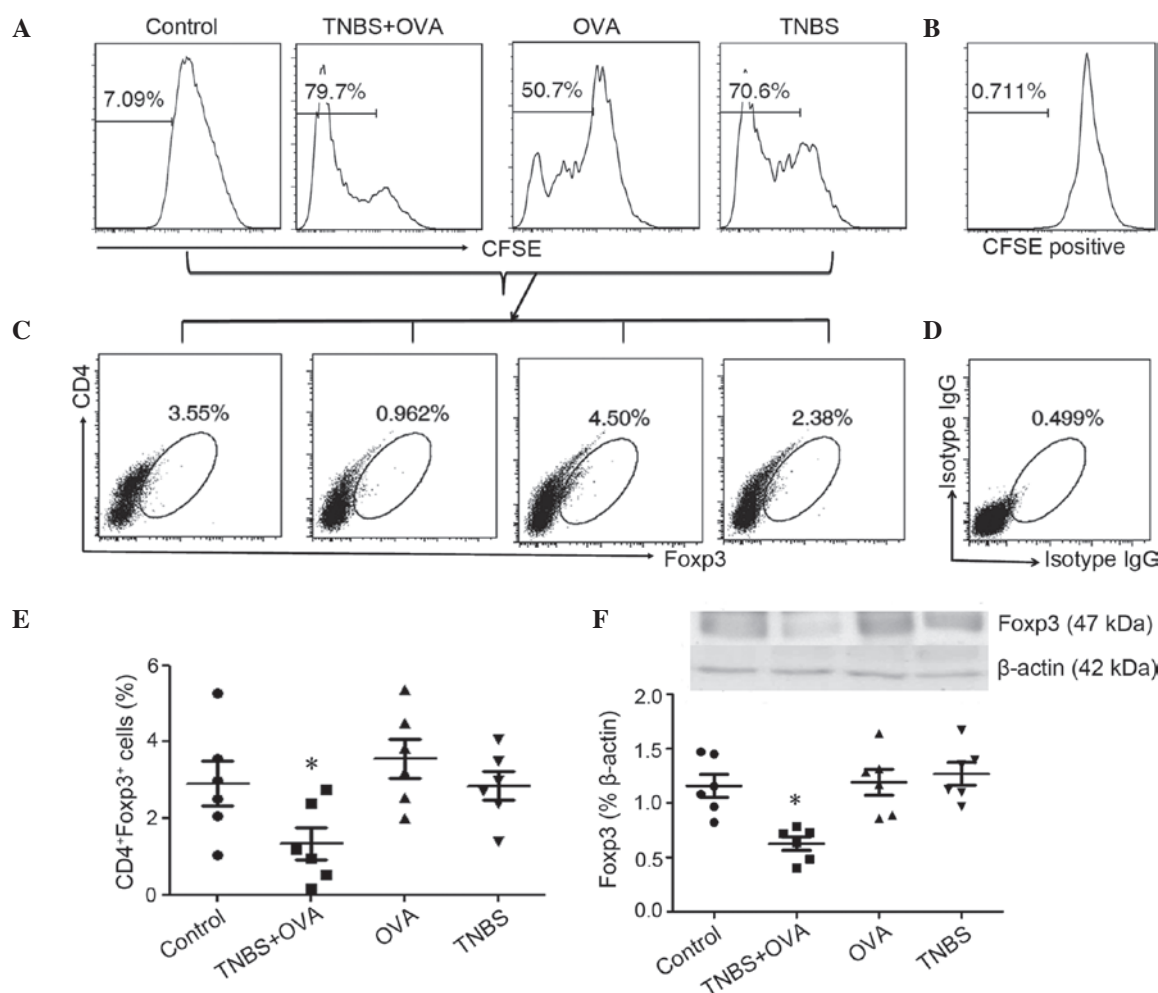 A
Control
TNBS+OVA
OVA
TNBS
B
7.09%
79.7%
50.7%
70.6%
0.711%
CFSE
CFSE positive
C
D
CD4
3.55%
0.962%
4.50%
2.38%
Isotype IgG
0.499%
Foxp3
Isotype IgG
E
F
Foxp3 (47 kDa)
β-actin (42 kDa)
CD4⁺Foxp3⁺ cells (%)
6
4
2
0
*
Control
TNBS+OVA
OVA
TNBS
Foxp3 (% β-actin)
2.0
1.5
1.0
0.5
0.0
*
Control
TNBS+OVA
OVA
TNBS